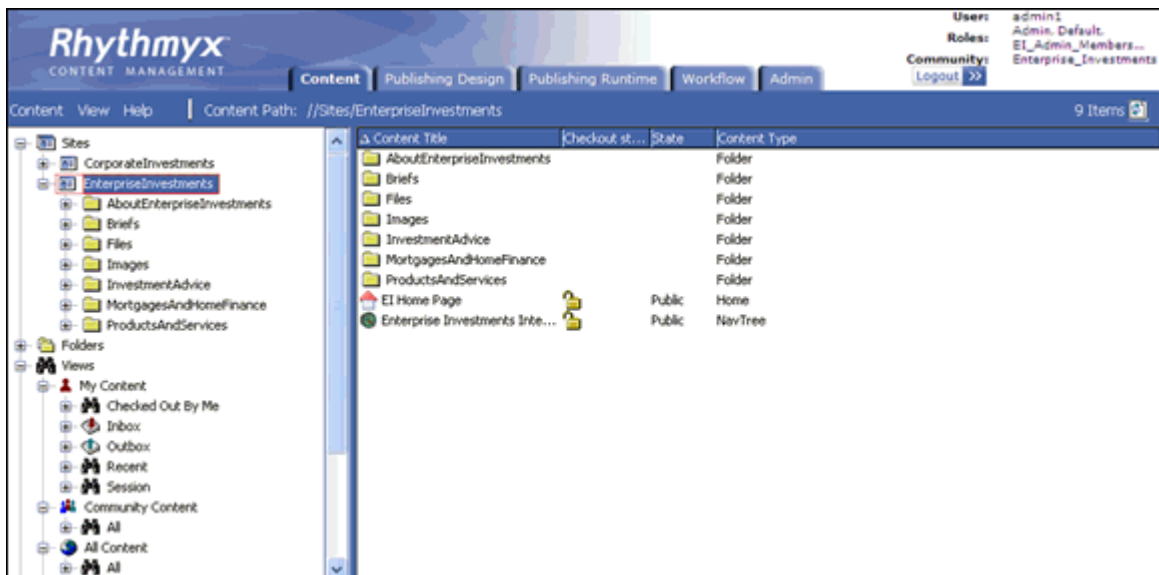 Rhythmyx
CONTENT MANAGEMENT
User: admin1
Roles: Admin, Default,
EI_Admin_Members...
Community: Enterprise_Investments
Logout
Content Publishing Design Publishing Runtime Workflow Admin
Content View Help Content Path: //Sites/EnterpriseInvestments 9 Items
Sites
CorporateInvestments
EnterpriseInvestments
AboutEnterpriseInvestments
Briefs
Files
Images
InvestmentAdvice
MortgagesAndHomeFinance
ProductsAndServices
Folders
Views
My Content
Checked Out By Me
Inbox
Outbox
Recent
Session
Community Content
All
All Content
All
Content Title Checkout st... State Content Type
AboutEnterpriseInvestments Folder
Briefs Folder
Files Folder
Images Folder
InvestmentAdvice Folder
MortgagesAndHomeFinance Folder
ProductsAndServices Folder
EI Home Page Public Home
Enterprise Investments Inte... Public NavTree